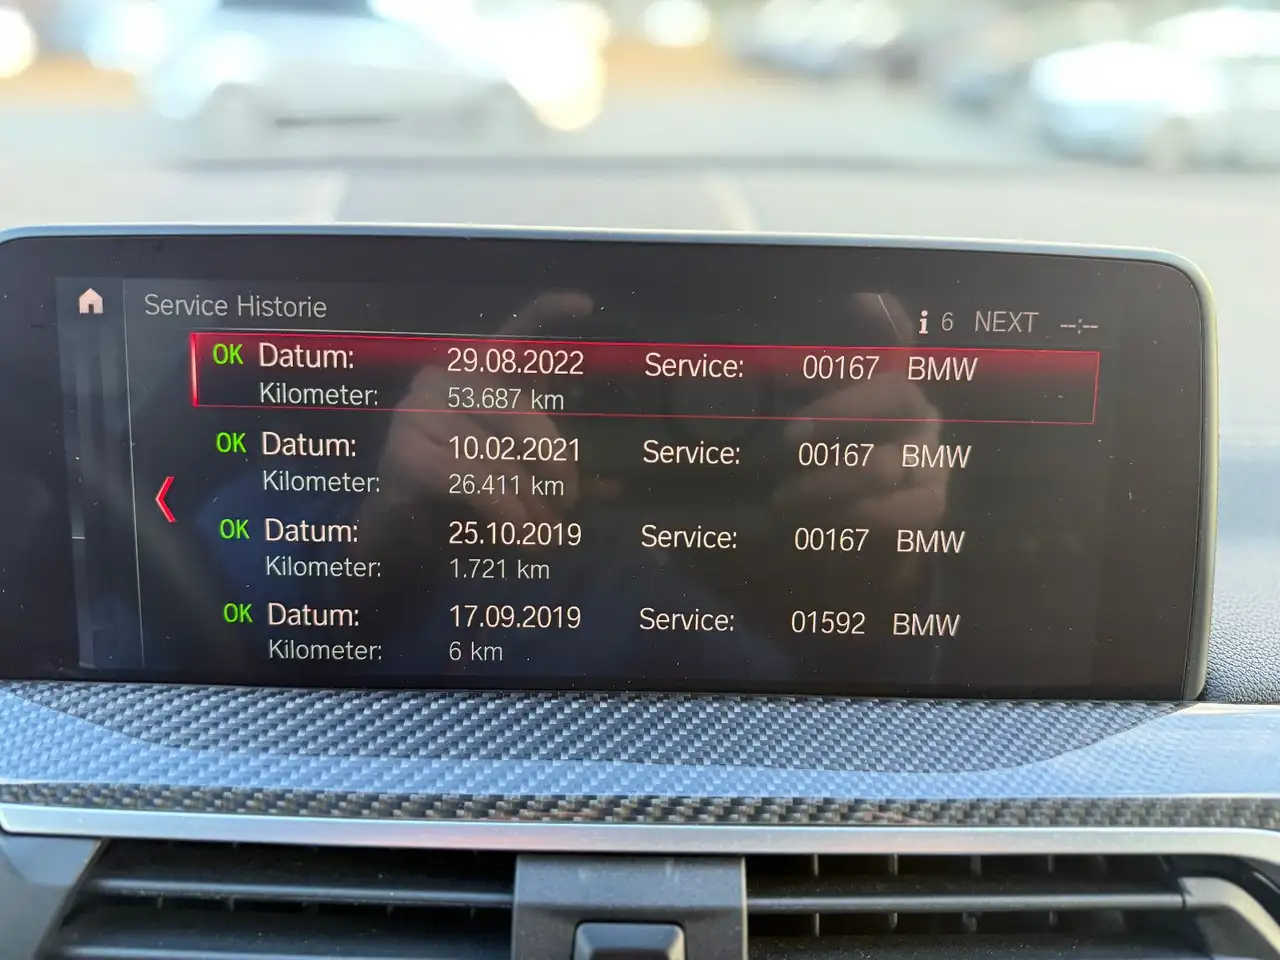 Service Historie
i 6 NEXT --:--
OK Datum: 29.08.2022 Service: 00167 BMW
Kilometer: 53.687 km
OK Datum: 10.02.2021 Service: 00167 BMW
Kilometer: 26.411 km
OK Datum: 25.10.2019 Service: 00167 BMW
Kilometer: 1.721 km
OK Datum: 17.09.2019 Service: 01592 BMW
Kilometer: 6 km